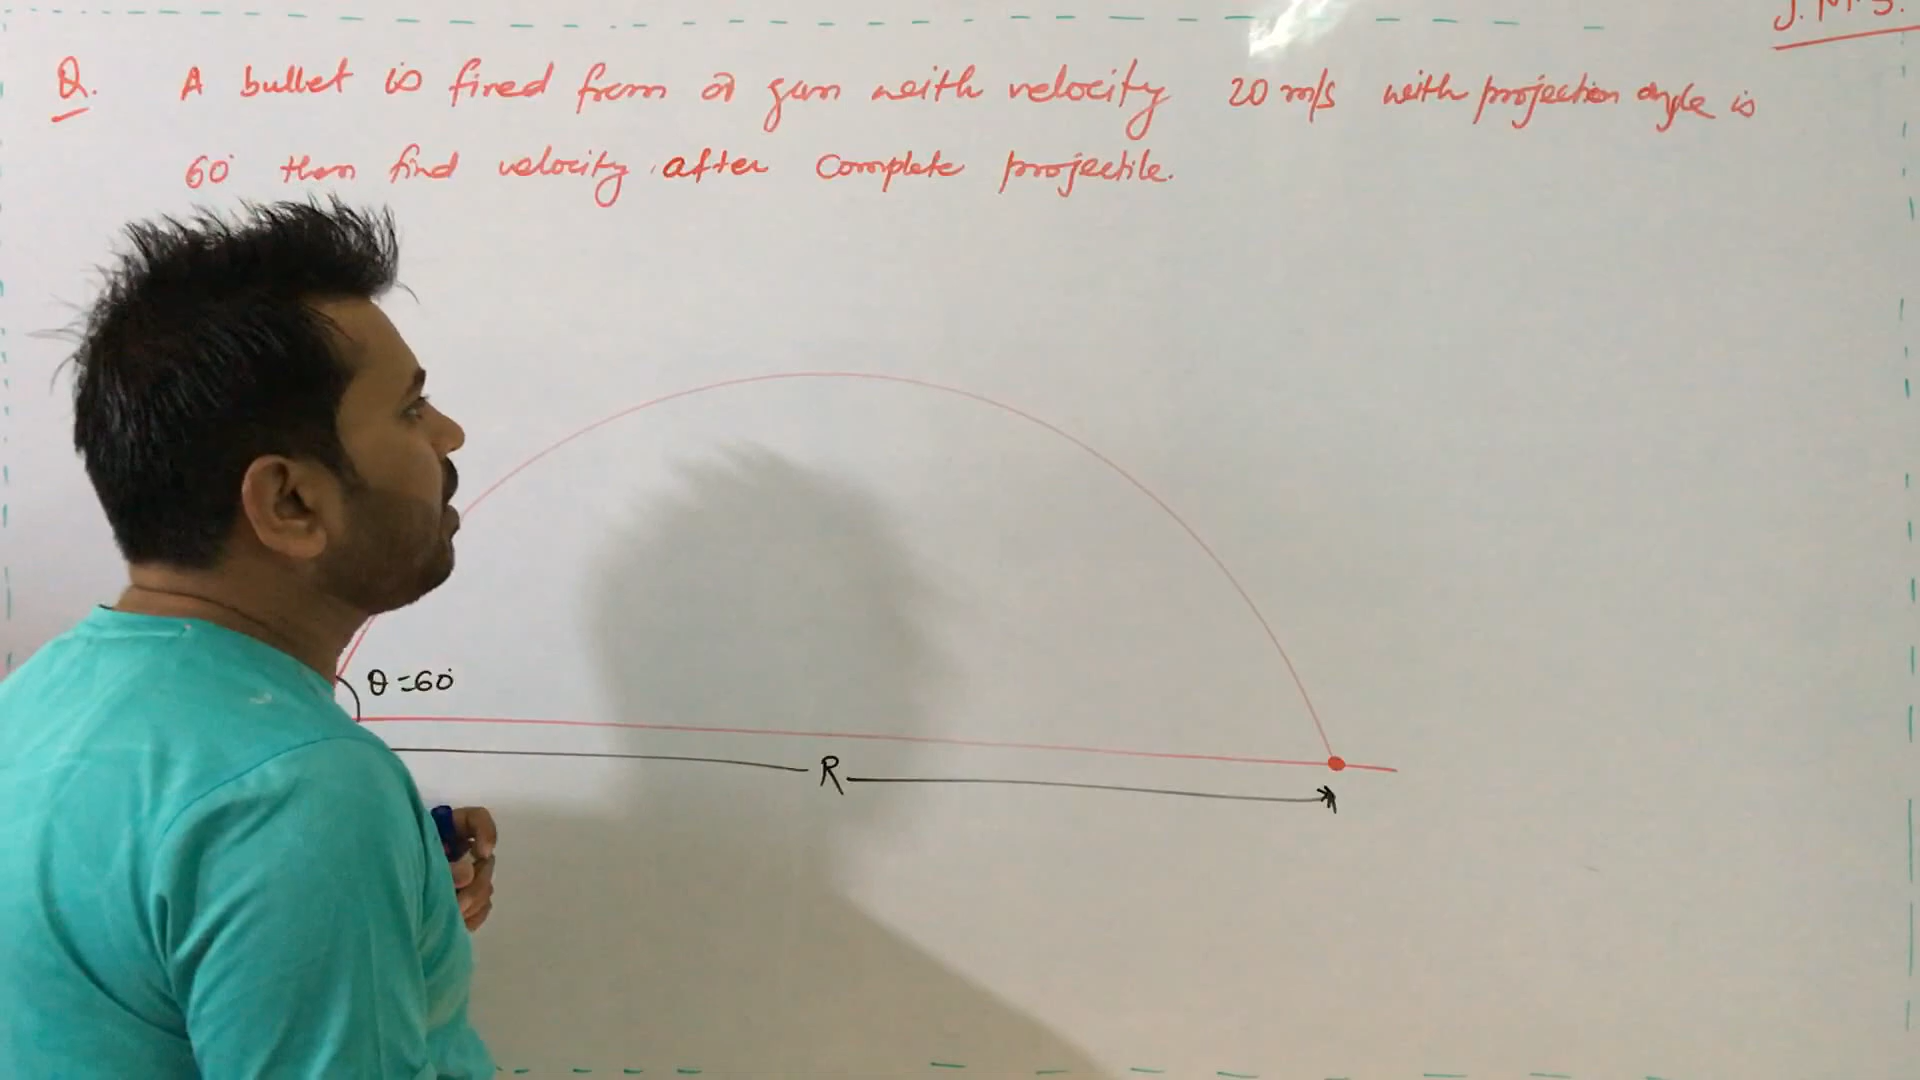 J.M.S.
Q. A bullet is fired from a gun with velocity 20 m/s with projection angle is
60° then find velocity after complete projectile.
θ = 60°
R